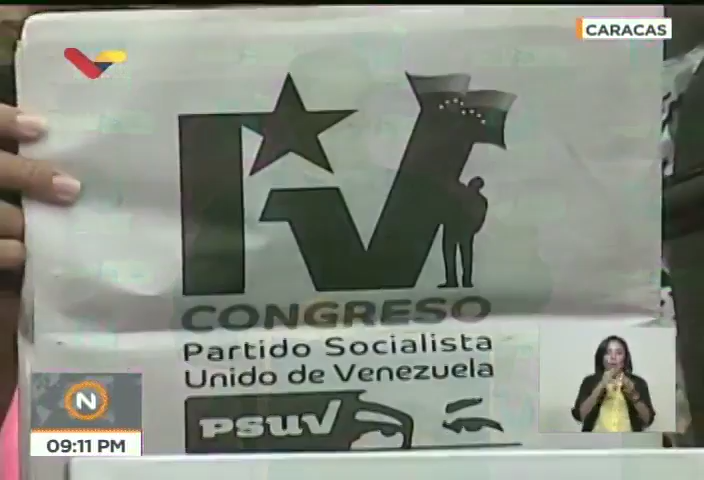 CARACAS
IV
CONGRESO
Partido Socialista
Unido de Venezuela
PSUV
N
09:11 PM